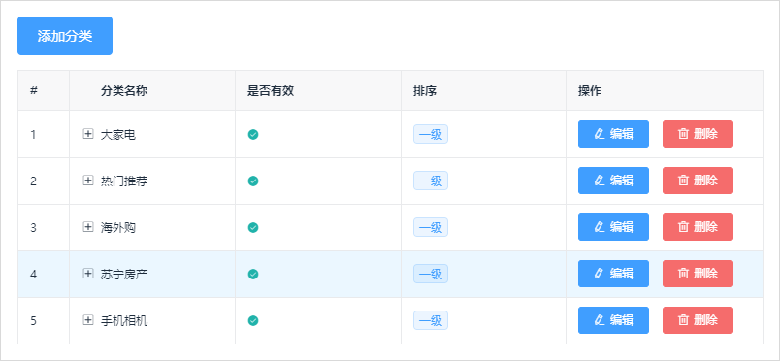 添加分类
# 分类名称 是否有效 排序 操作
1 大家电 一级 编辑 删除
2 热门推荐 级 编辑 删除
3 海外购 一级 编辑 删除
4 苏宁房产 一级 编辑 删除
5 手机相机 一级 编辑 删除